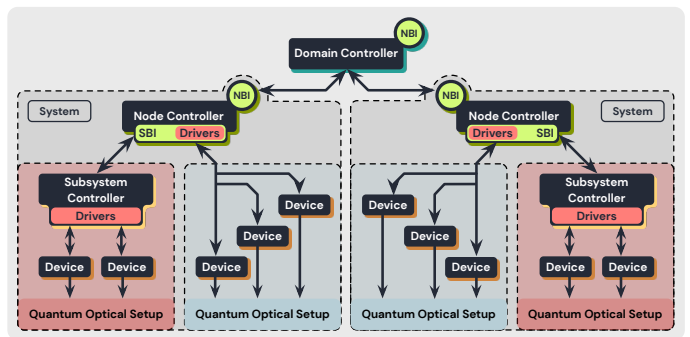 NBI
Domain Controller
NBI
NBI
System
System
Node Controller
SBI Drivers
Node Controller
Drivers SBI
Subsystem
Controller
Drivers
Device
Device
Device
Device
Device
Quantum Optical Setup
Quantum Optical Setup
Device
Device
Device
Subsystem
Controller
Drivers
Device
Device
Quantum Optical Setup
Quantum Optical Setup